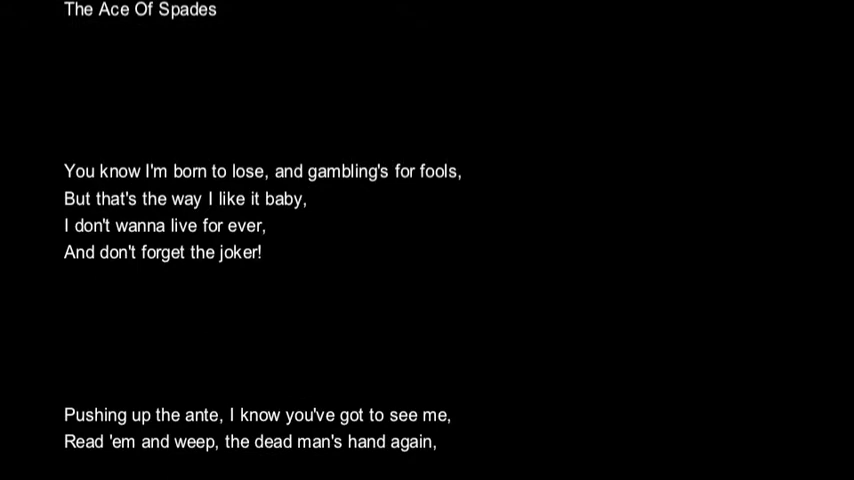 The Ace Of Spades
You know I'm born to lose, and gambling's for fools,
But that's the way I like it baby,
I don't wanna live for ever,
And don't forget the joker!
Pushing up the ante, I know you've got to see me,
Read 'em and weep, the dead man's hand again,